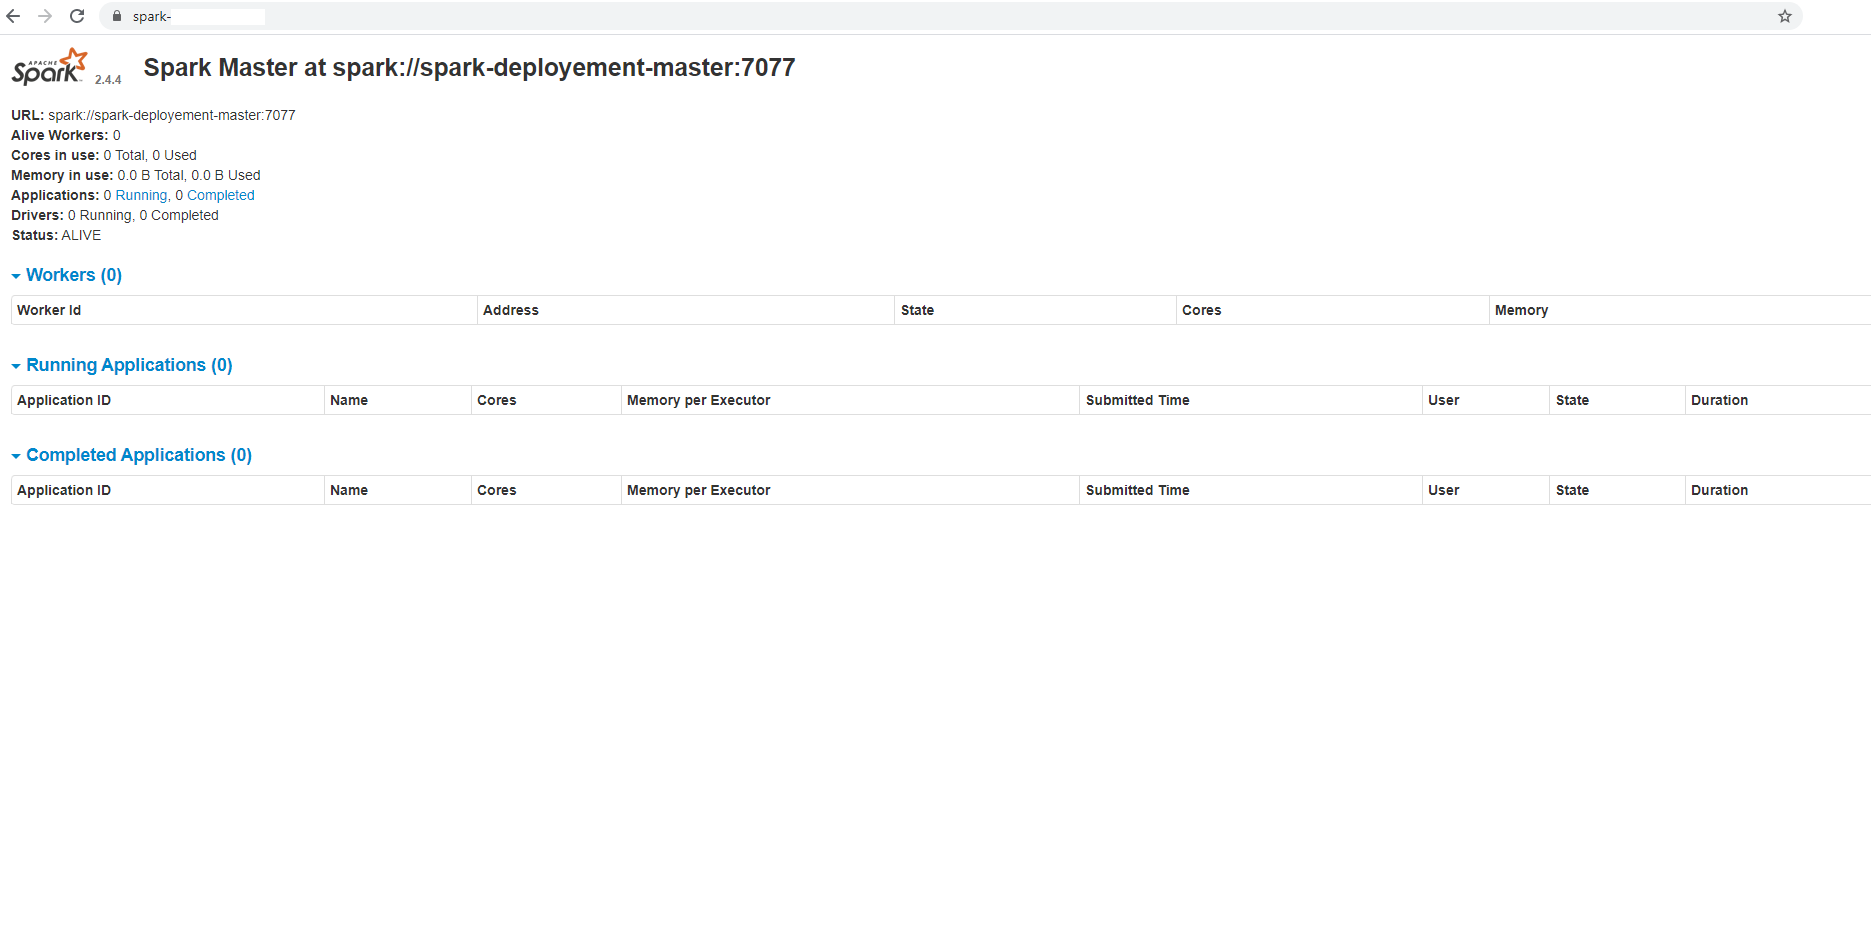 spark-
APACHE
Spark 2.4.4 Spark Master at spark://spark-deployement-master:7077
URL: spark://spark-deployement-master:7077
Alive Workers: 0
Cores in use: 0 Total, 0 Used
Memory in use: 0.0 B Total, 0.0 B Used
Applications: 0 Running, 0 Completed
Drivers: 0 Running, 0 Completed
Status: ALIVE
Workers (0)
Worker Id Address State Cores Memory
Running Applications (0)
Application ID Name Cores Memory per Executor Submitted Time User State Duration
Completed Applications (0)
Application ID Name Cores Memory per Executor Submitted Time User State Duration